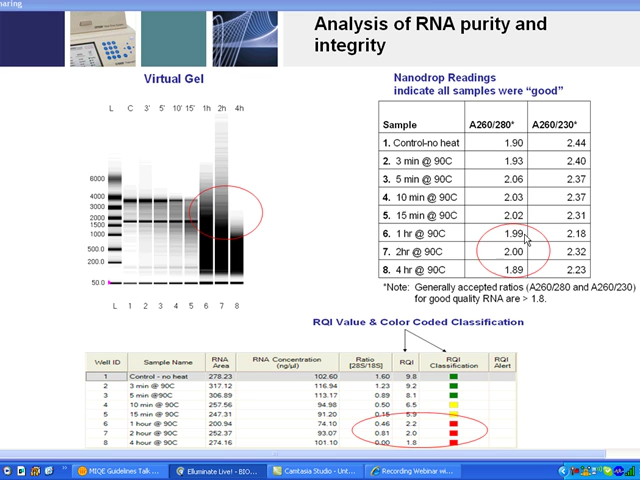 haring
Analysis of RNA purity and
integrity
Virtual Gel
Nanodrop Readings
indicate all samples were “good”
L C 3' 5' 10' 15' 1h 2h 4h
6000
4000
3000
2000
1500
1000
500.0
200.0
50.0
L 1 2 3 4 5 6 7 8
Sample A260/280* A260/230*
1. Control-no heat 1.90 2.44
2. 3 min @ 90C 1.93 2.40
3. 5 min @ 90C 2.06 2.37
4. 10 min @ 90C 2.03 2.37
5. 15 min @ 90C 2.02 2.31
6. 1 hr @ 90C 1.99 2.18
7. 2hr @ 90C 2.00 2.32
8. 4 hr @ 90C 1.89 2.23
*Note: Generally accepted ratios (A260/280 and A260/230)
for good quality RNA are > 1.8.
RQI Value & Color Coded Classification
Well ID Sample Name RNA Area RNA Concentration (ng/µl) Ratio [28S/18S] RQI RQI Classification RQI Alert
1 Control - no heat 278.23 102.60 1.60 9.8
2 3 min @ 90C 317.12 116.94 1.23 9.2
3 5 min @ 90C 306.89 113.17 0.89 8.1
4 10 min @ 90C 257.56 94.98 0.50 6.5
5 15 min @ 90C 247.31 91.20 0.15 5.9
6 1 hour @ 90C 200.94 74.10 0.46 2.2
7 2 hour @ 90C 252.37 93.07 0.81 2.0
8 4 hour @ 90C 274.16 101.10 0.00 1.8
MIQE Guidelines Talk ...
Elluminate Live! - BIO...
Camtasia Studio - Unt...
Recording Webinar wi...